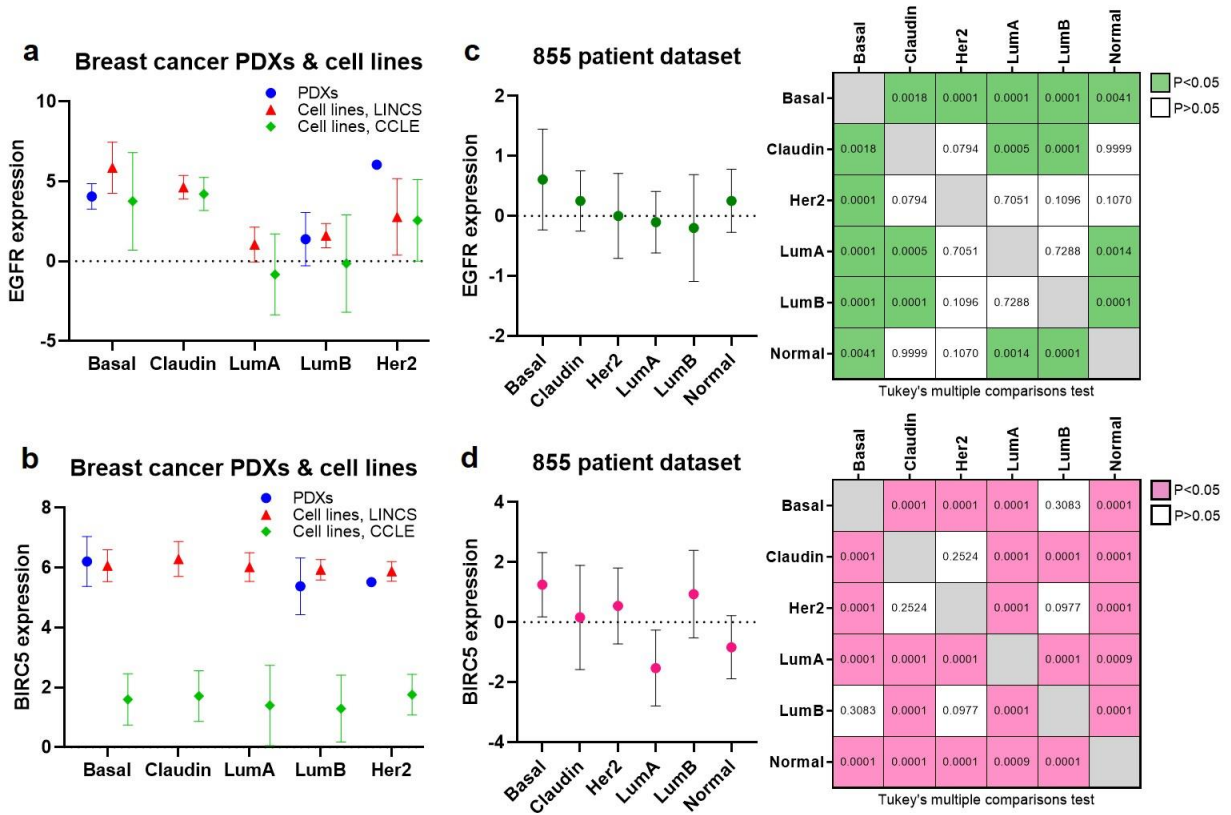 a
Breast cancer PDXs & cell lines
PDXs
Cell lines, LINCS
Cell lines, CCLE
EGFR expression
10
5
0
-5
Basal Claudin LumA LumB Her2
c
855 patient dataset
EGFR expression
2
1
0
-1
-2
Basal Claudin Her2 LumA LumB Normal
Basal Claudin Her2 LumA LumB Normal
P<0.05
P>0.05
Basal 0.0018 0.0001 0.0001 0.0001 0.0041
Claudin 0.0018 0.0794 0.0005 0.0001 0.9999
Her2 0.0001 0.0794 0.7051 0.1096 0.1070
LumA 0.0001 0.0005 0.7051 0.7288 0.0014
LumB 0.0001 0.0001 0.1096 0.7288 0.0001
Normal 0.0041 0.9999 0.1070 0.0014 0.0001
Tukey's multiple comparisons test
b
Breast cancer PDXs & cell lines
PDXs
Cell lines, LINCS
Cell lines, CCLE
BIRC5 expression
8
6
4
2
0
Basal Claudin LumA LumB Her2
d
855 patient dataset
BIRC5 expression
4
2
0
-2
-4
Basal Claudin Her2 LumA LumB Normal
Basal Claudin Her2 LumA LumB Normal
P<0.05
P>0.05
Basal 0.0001 0.0001 0.0001 0.3083 0.0001
Claudin 0.0001 0.2524 0.0001 0.0001 0.0001
Her2 0.0001 0.2524 0.0001 0.0977 0.0001
LumA 0.0001 0.0001 0.0001 0.0001 0.0009
LumB 0.3083 0.0001 0.0977 0.0001 0.0001
Normal 0.0001 0.0001 0.0001 0.0009 0.0001
Tukey's multiple comparisons test